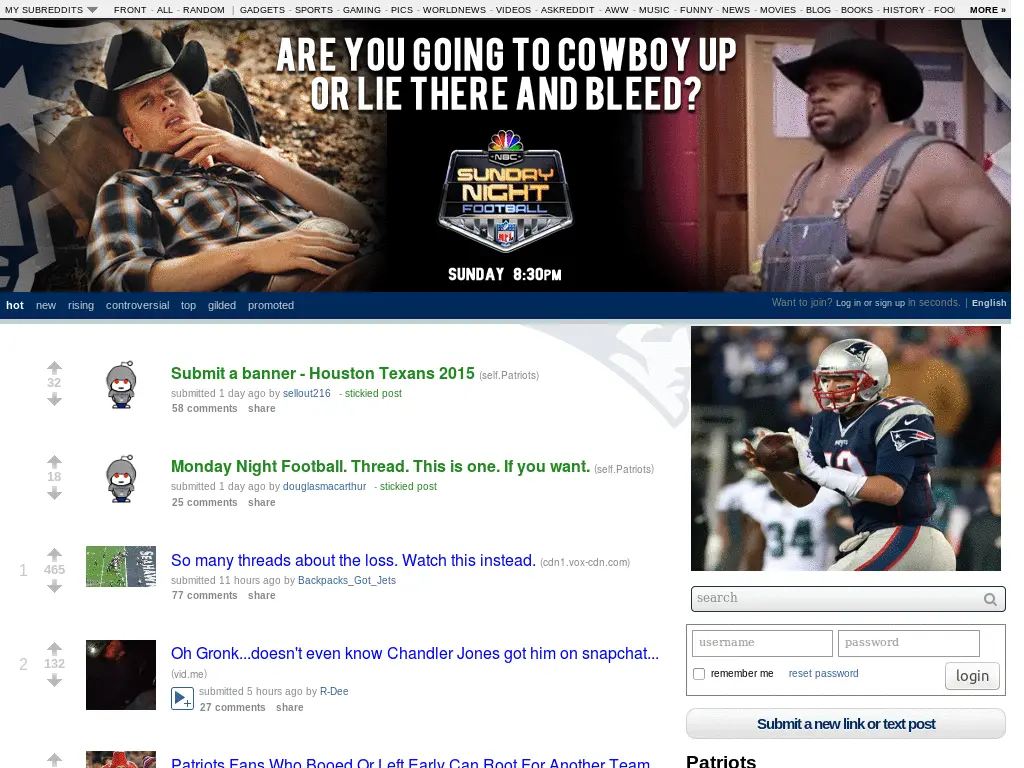 MY SUBREDDITS FRONT - ALL - RANDOM | GADGETS - SPORTS - GAMING - PICS - WORLDNEWS - VIDEOS - ASKREDDIT - AWW - MUSIC - FUNNY - NEWS - MOVIES - BLOG - BOOKS - HISTORY - FOO MORE »
ARE YOU GOING TO COWBOY UP
OR LIE THERE AND BLEED?
NBC
SUNDAY
NIGHT
FOOTBALL
NFL
SUNDAY 8:30PM
hot new rising controversial top gilded promoted
Want to join? Log in or sign up in seconds. | English
32
Submit a banner - Houston Texans 2015 (self.Patriots)
submitted 1 day ago by sellout216 - stickied post
58 comments share
18
Monday Night Football. Thread. This is one. If you want. (self.Patriots)
submitted 1 day ago by douglasmacarthur - stickied post
25 comments share
1
465
SEAHAWKS
So many threads about the loss. Watch this instead. (cdn1.vox-cdn.com)
submitted 11 hours ago by Backpacks_Got_Jets
77 comments share
2
132
Oh Gronk...doesn't even know Chandler Jones got him on snapchat...
(vid.me)
submitted 5 hours ago by R-Dee
27 comments share
Patriots Fans Who Booed Or Left Early Can Root For Another Team
12
34
search
username password
remember me reset password login
Submit a new link or text post
Patriots